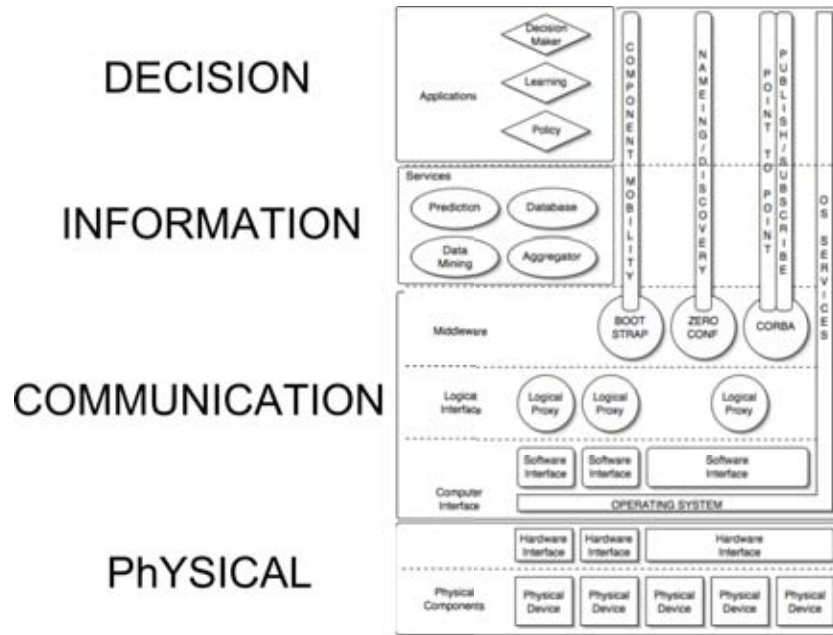 DECISION
Applications
Decision
Maker
Learning
Policy
COMPONENT MOBILITY
NAMEING/DISCOVERY
POINT TO POINT
PUBLISH/SUBSCRIBE
OS SERVICES
INFORMATION
Services
Prediction
Database
Data
Mining
Aggregator
Middleware
BOOT
STRAP
ZERO
CONF
CORBA
COMMUNICATION
Logical
Interface
Logical
Proxy
Logical
Proxy
Logical
Proxy
Software
Interface
Software
Interface
Software
Interface
Computer
Interface
OPERATING SYSTEM
PhYSICAL
Hardware
Interface
Hardware
Interface
Hardware
Interface
Physical
Components
Physical
Device
Physical
Device
Physical
Device
Physical
Device
Physical
Device